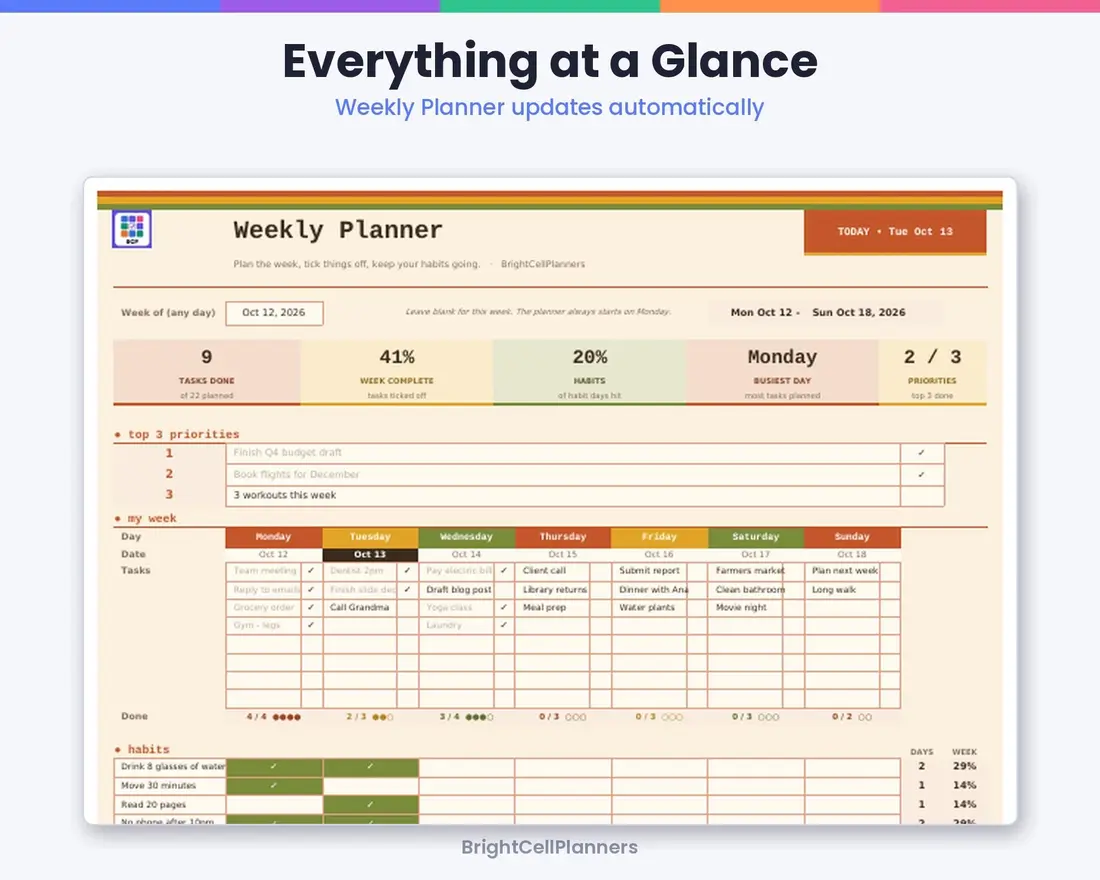 Everything at a Glance
Weekly Planner updates automatically
BCP
Weekly Planner
TODAY • Tue Oct 13
Plan the week, tick things off, keep your habits going. · BrightCellPlanners
Week of (any day) Oct 12, 2026 Leave blank for this week. The planner always starts on Monday. Mon Oct 12 - Sun Oct 18, 2026
9 41% 20% Monday 2 / 3
TASKS DONE WEEK COMPLETE HABITS BUSIEST DAY PRIORITIES
of 22 planned tasks ticked off of habit days hit most tasks planned top 3 done
• top 3 priorities
1 Finish Q4 budget draft ✓
2 Book flights for December ✓
3 3 workouts this week
• my week
Day Monday Tuesday Wednesday Thursday Friday Saturday Sunday
Date Oct 12 Oct 13 Oct 14 Oct 15 Oct 16 Oct 17 Oct 18
Tasks Team meeting ✓ Dentist 2pm ✓ Pay electric bill ✓ Client call Submit report Farmers market Plan next week
Reply to emails ✓ Finish slide dec ✓ Draft blog post Library returns Dinner with Ana Clean bathroom Long walk
Grocery order ✓ Call Grandma Yoga class ✓ Meal prep Water plants Movie night
Gym - legs ✓ Laundry ✓
Done 4 / 4 ●●●● 2 / 3 ●●○ 3 / 4 ●●●○ 0 / 3 ○○○ 0 / 3 ○○○ 0 / 3 ○○○ 0 / 2 ○○
• habits DAYS WEEK
Drink 8 glasses of water ✓ ✓ 2 29%
Move 30 minutes ✓ 1 14%
Read 20 pages ✓ 1 14%
No phone after 10pm ✓ ✓ 2 29%
BrightCellPlanners